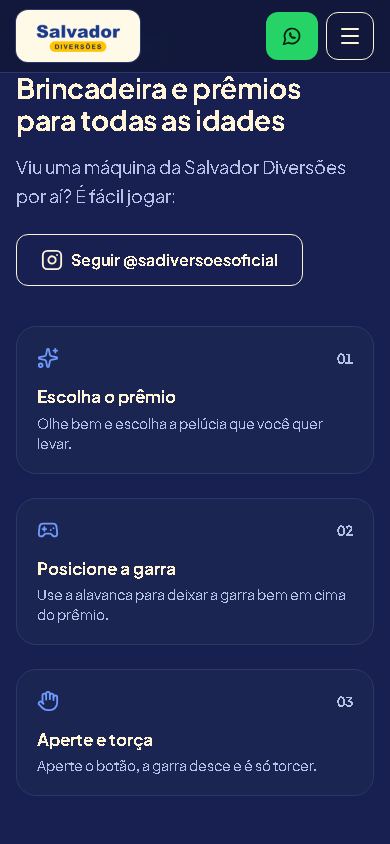 Salvador
DIVERSÕES
Brincadeira e prêmios
para todas as idades
Viu uma máquina da Salvador Diversões
por aí? É fácil jogar:
Seguir @sadiversoesoficial
01
Escolha o prêmio
Olhe bem e escolha a pelúcia que você quer
levar.
02
Posicione a garra
Use a alavanca para deixar a garra bem em cima
do prêmio.
03
Aperte e torça
Aperte o botão, a garra desce e é só torcer.